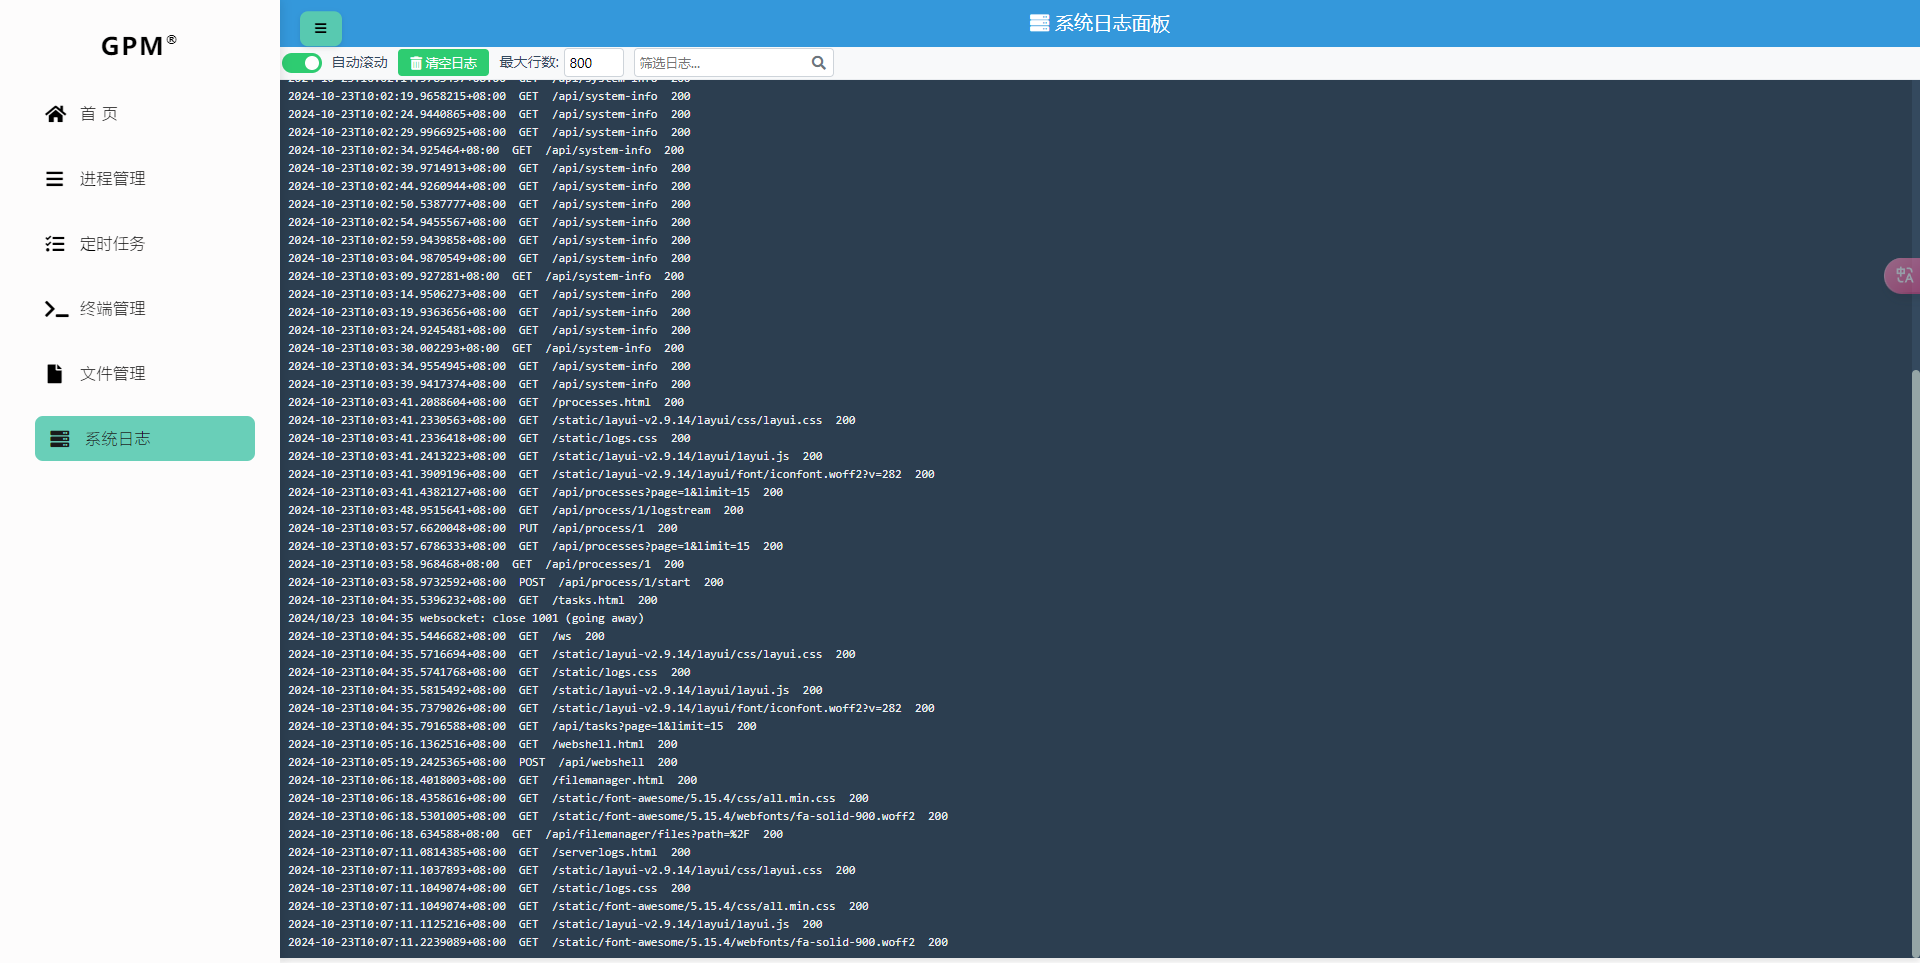 GPM®
首 页
进程管理
定时任务
终端管理
文件管理
系统日志
系统日志面板
自动滚动 清空日志 最大行数: 800 筛选日志...
2024-10-23T10:02:19.9658215+08:00 GET /api/system-info 200
2024-10-23T10:02:24.9440865+08:00 GET /api/system-info 200
2024-10-23T10:02:29.9966925+08:00 GET /api/system-info 200
2024-10-23T10:02:34.925464+08:00 GET /api/system-info 200
2024-10-23T10:02:39.9714913+08:00 GET /api/system-info 200
2024-10-23T10:02:44.9260944+08:00 GET /api/system-info 200
2024-10-23T10:02:50.5387777+08:00 GET /api/system-info 200
2024-10-23T10:02:54.9455567+08:00 GET /api/system-info 200
2024-10-23T10:02:59.9439858+08:00 GET /api/system-info 200
2024-10-23T10:03:04.9870549+08:00 GET /api/system-info 200
2024-10-23T10:03:09.927281+08:00 GET /api/system-info 200
2024-10-23T10:03:14.9506273+08:00 GET /api/system-info 200
2024-10-23T10:03:19.9363656+08:00 GET /api/system-info 200
2024-10-23T10:03:24.9245481+08:00 GET /api/system-info 200
2024-10-23T10:03:30.002293+08:00 GET /api/system-info 200
2024-10-23T10:03:34.9554945+08:00 GET /api/system-info 200
2024-10-23T10:03:39.9417374+08:00 GET /api/system-info 200
2024-10-23T10:03:41.2088604+08:00 GET /processes.html 200
2024-10-23T10:03:41.2330563+08:00 GET /static/layui-v2.9.14/layui/css/layui.css 200
2024-10-23T10:03:41.2336418+08:00 GET /static/logs.css 200
2024-10-23T10:03:41.2413223+08:00 GET /static/layui-v2.9.14/layui/layui.js 200
2024-10-23T10:03:41.3909196+08:00 GET /static/layui-v2.9.14/layui/font/iconfont.woff2?v=282 200
2024-10-23T10:03:41.4382127+08:00 GET /api/processes?page=1&limit=15 200
2024-10-23T10:03:48.9515641+08:00 GET /api/process/1/logstream 200
2024-10-23T10:03:57.6620048+08:00 PUT /api/process/1 200
2024-10-23T10:03:57.6786333+08:00 GET /api/processes?page=1&limit=15 200
2024-10-23T10:03:58.968468+08:00 GET /api/processes/1 200
2024-10-23T10:03:58.9732592+08:00 POST /api/process/1/start 200
2024-10-23T10:04:35.5396232+08:00 GET /tasks.html 200
2024/10/23 10:04:35 websocket: close 1001 (going away)
2024-10-23T10:04:35.5446682+08:00 GET /ws 200
2024-10-23T10:04:35.5716694+08:00 GET /static/layui-v2.9.14/layui/css/layui.css 200
2024-10-23T10:04:35.5741768+08:00 GET /static/logs.css 200
2024-10-23T10:04:35.5815492+08:00 GET /static/layui-v2.9.14/layui/layui.js 200
2024-10-23T10:04:35.7379026+08:00 GET /static/layui-v2.9.14/layui/font/iconfont.woff2?v=282 200
2024-10-23T10:04:35.7916588+08:00 GET /api/tasks?page=1&limit=15 200
2024-10-23T10:05:16.1362516+08:00 GET /webshell.html 200
2024-10-23T10:05:19.2425365+08:00 POST /api/webshell 200
2024-10-23T10:06:18.4018003+08:00 GET /filemanager.html 200
2024-10-23T10:06:18.4358616+08:00 GET /static/font-awesome/5.15.4/css/all.min.css 200
2024-10-23T10:06:18.5301005+08:00 GET /static/font-awesome/5.15.4/webfonts/fa-solid-900.woff2 200
2024-10-23T10:06:18.634588+08:00 GET /api/filemanager/files?path=%2F 200
2024-10-23T10:07:11.0814385+08:00 GET /serverlogs.html 200
2024-10-23T10:07:11.1037893+08:00 GET /static/layui-v2.9.14/layui/css/layui.css 200
2024-10-23T10:07:11.1049074+08:00 GET /static/logs.css 200
2024-10-23T10:07:11.1049074+08:00 GET /static/font-awesome/5.15.4/css/all.min.css 200
2024-10-23T10:07:11.1125216+08:00 GET /static/layui-v2.9.14/layui/layui.js 200
2024-10-23T10:07:11.2239089+08:00 GET /static/font-awesome/5.15.4/webfonts/fa-solid-900.woff2 200